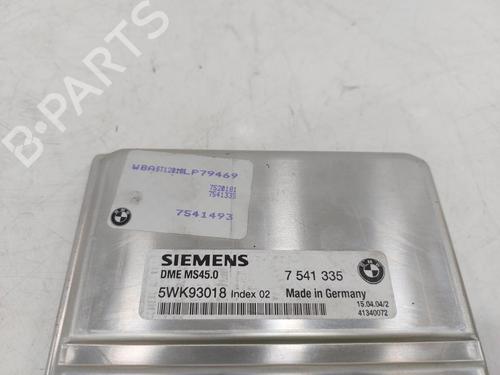 7520181
7541335
7541493
SIEMENS
DME MS45.0
7 541 335
5WK93018 Index 02
Made in Germany
15.04.04/2
41340072
B-PARTS